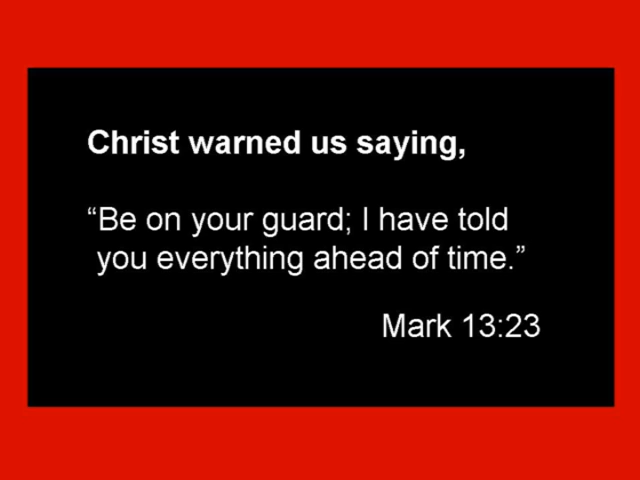 Christ warned us saying,
“Be on your guard; I have told
you everything ahead of time.”
Mark 13:23